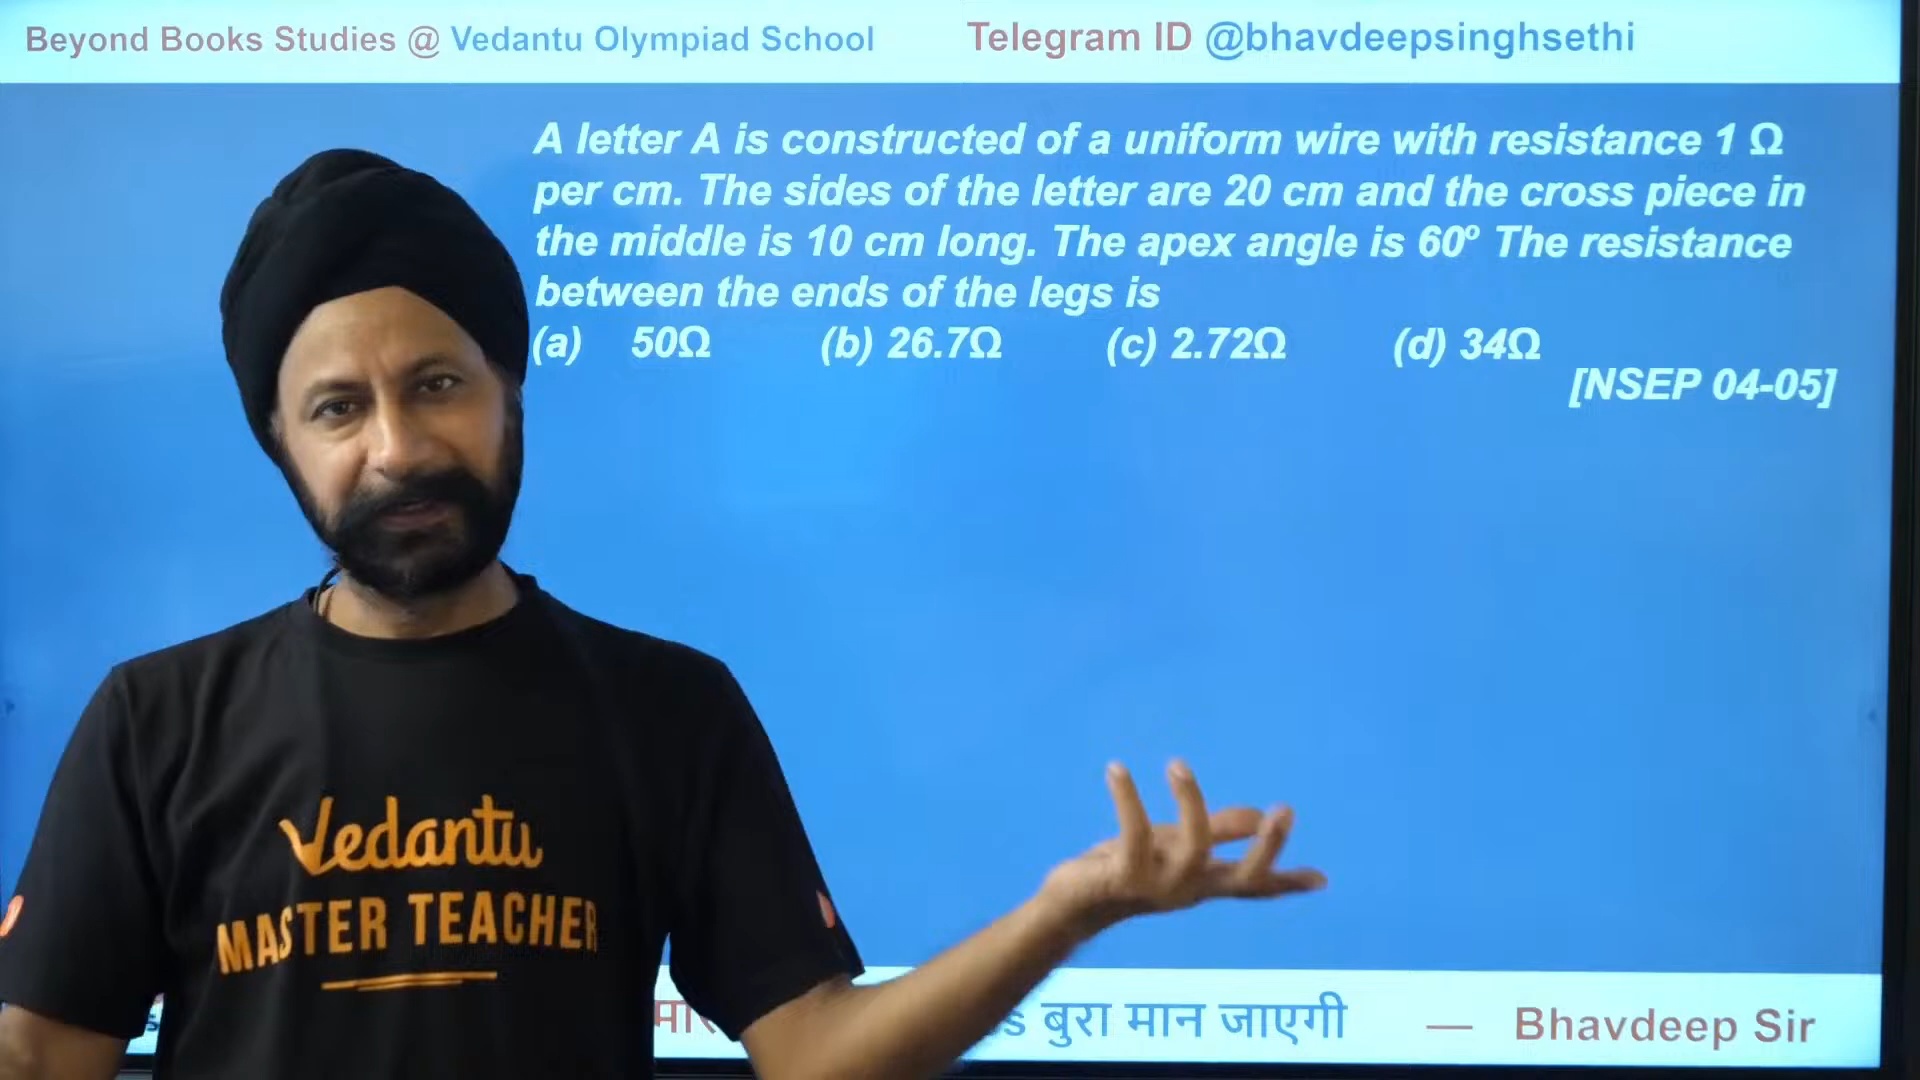 Beyond Books Studies @ Vedantu Olympiad School Telegram ID @bhavdeepsinghsethi
A letter A is constructed of a uniform wire with resistance 1 Ω
per cm. The sides of the letter are 20 cm and the cross piece in
the middle is 10 cm long. The apex angle is 60º The resistance
between the ends of the legs is
(a) 50Ω (b) 26.7Ω (c) 2.72Ω (d) 34Ω
[NSEP 04-05]
Vedantu
MASTER TEACHER
बुरा मान जाएगी — Bhavdeep Sir